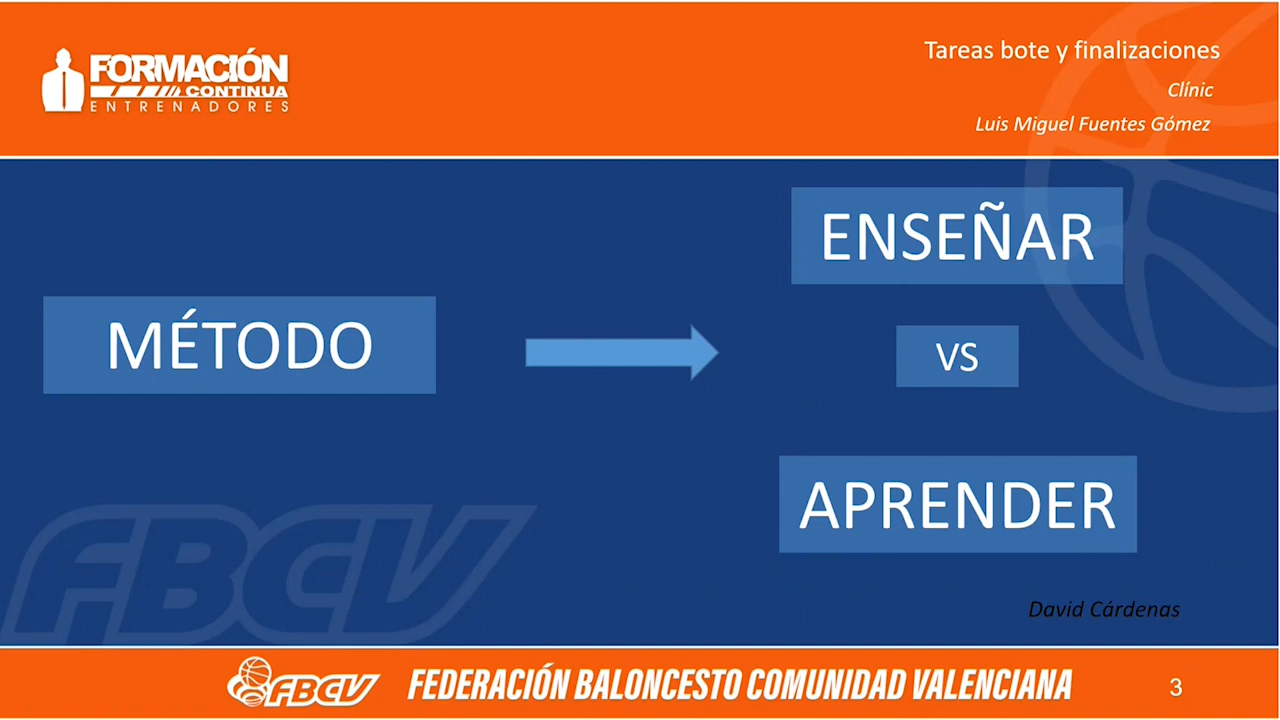 FORMACIÓN
CONTINUA
ENTRENADORES
Tareas bote y finalizaciones
Clínic
Luis Miguel Fuentes Gómez
MÉTODO
ENSEÑAR
VS
APRENDER
FBCV
David Cárdenas
FBCV
FEDERACIÓN BALONCESTO COMUNIDAD VALENCIANA
3